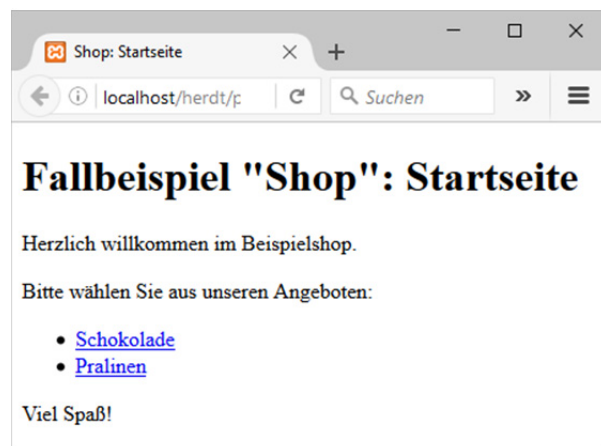 Shop: Startseite
localhost/herdt/p
Suchen
Fallbeispiel "Shop": Startseite
Herzlich willkommen im Beispielshop.
Bitte wählen Sie aus unseren Angeboten:
Schokolade
Pralinen
Viel Spaß!